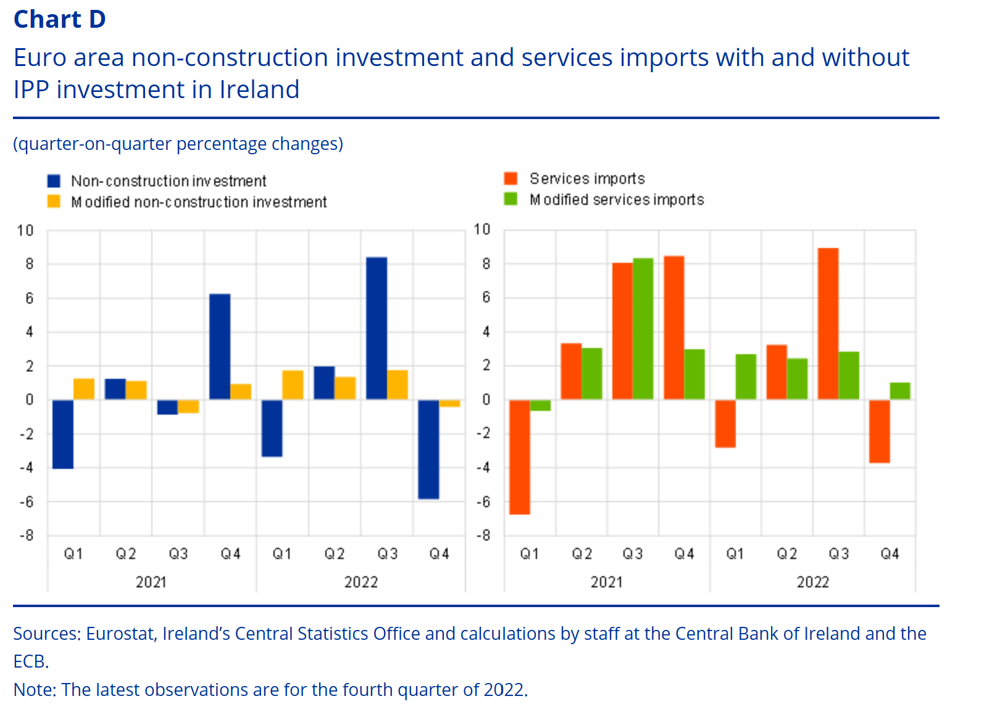 Chart D
Euro area non-construction investment and services imports with and without
IPP investment in Ireland
(quarter-on-quarter percentage changes)
Non-construction investment
Modified non-construction investment
10
8
6
4
2
0
-2
-4
-6
-8
Q1 Q2 Q3 Q4 Q1 Q2 Q3 Q4
2021 2022
Services imports
Modified services imports
10
8
6
4
2
0
-2
-4
-6
-8
Q1 Q2 Q3 Q4 Q1 Q2 Q3 Q4
2021 2022
Sources: Eurostat, Ireland’s Central Statistics Office and calculations by staff at the Central Bank of Ireland and the
ECB.
Note: The latest observations are for the fourth quarter of 2022.